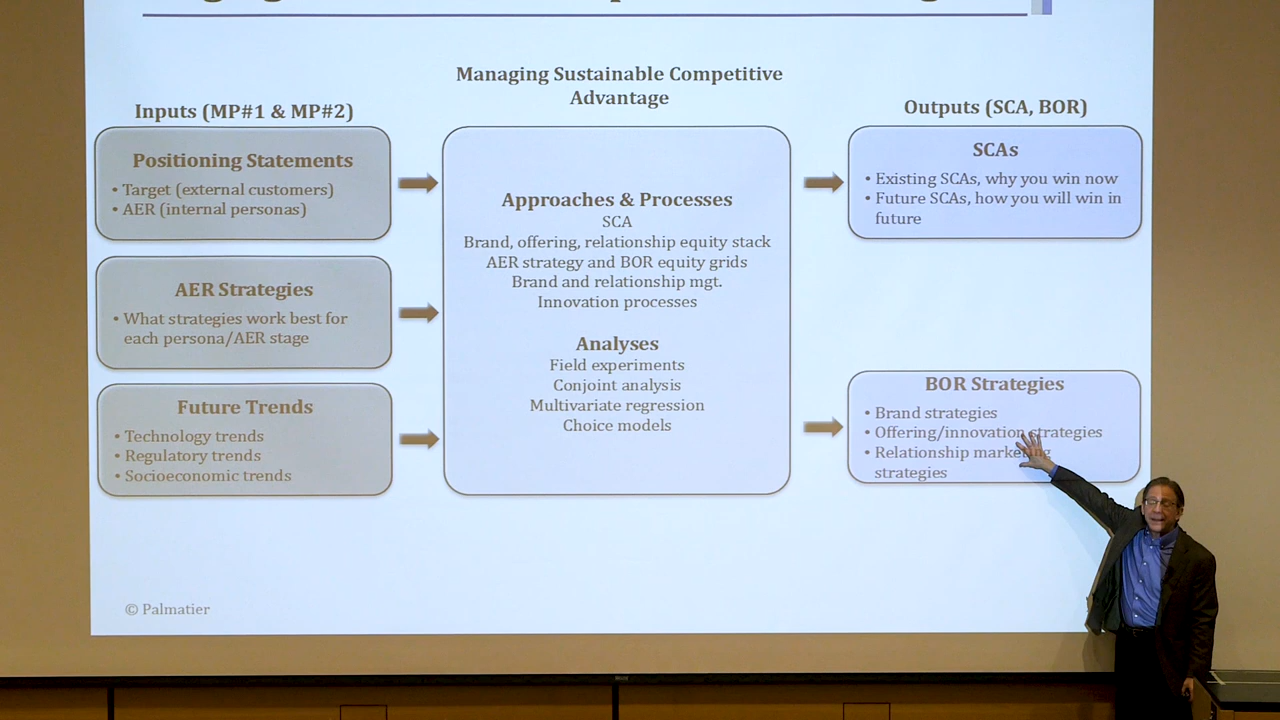 Managing Sustainable Competitive
Advantage
Inputs (MP#1 & MP#2)
Positioning Statements
• Target (external customers)
• AER (internal personas)
AER Strategies
• What strategies work best for
each persona/AER stage
Future Trends
• Technology trends
• Regulatory trends
• Socioeconomic trends
Approaches & Processes
SCA
Brand, offering, relationship equity stack
AER strategy and BOR equity grids
Brand and relationship mgt.
Innovation processes
Analyses
Field experiments
Conjoint analysis
Multivariate regression
Choice models
Outputs (SCA, BOR)
SCAs
• Existing SCAs, why you win now
• Future SCAs, how you will win in
future
BOR Strategies
• Brand strategies
• Offering/innovation strategies
• Relationship marketing
strategies
© Palmatier